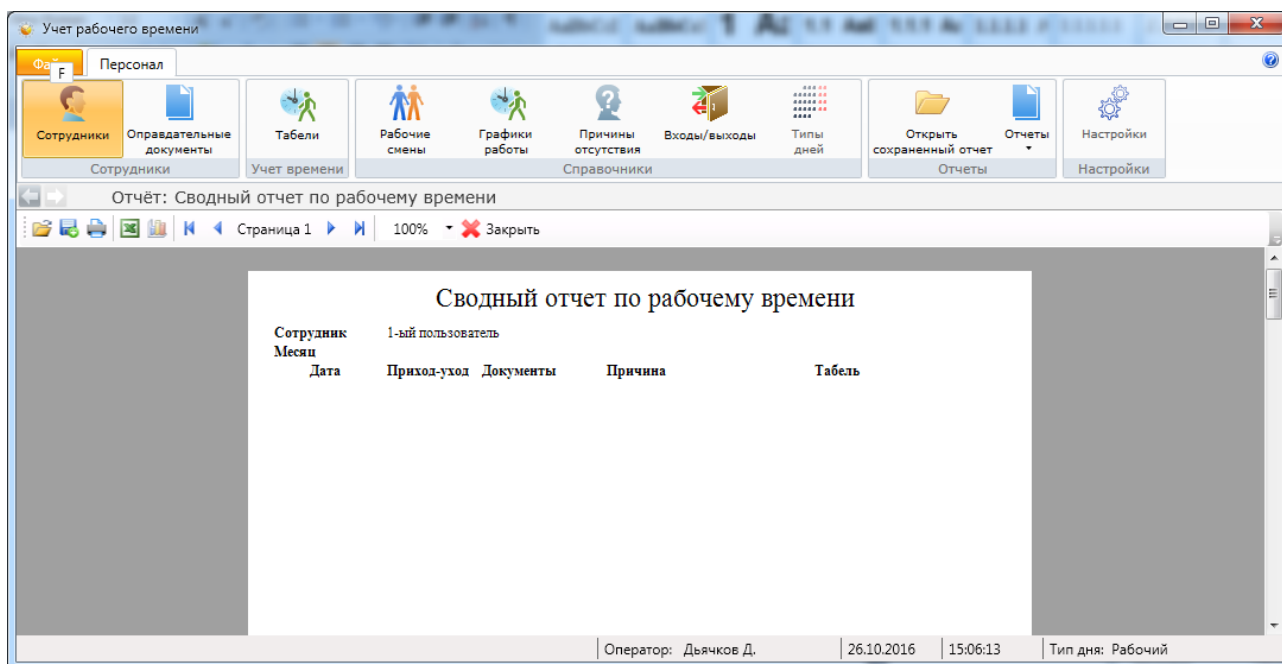 Учет рабочего времени
F
Персонал
Сотрудники
Оправдательные
документы
Табели
Рабочие
смены
Графики
работы
Причины
отсутствия
Входы/выходы
Типы
дней
Открыть
сохраненный отчет
Отчеты
Настройки
Сотрудники
Учет времени
Справочники
Отчеты
Настройки
Отчёт: Сводный отчет по рабочему времени
Страница 1
100%
Закрыть
Сводный отчет по рабочему времени
Сотрудник 1-ый пользователь
Месяц
Дата Приход-уход Документы Причина Табель
Оператор: Дьячков Д. 26.10.2016 15:06:13 Тип дня: Рабочий